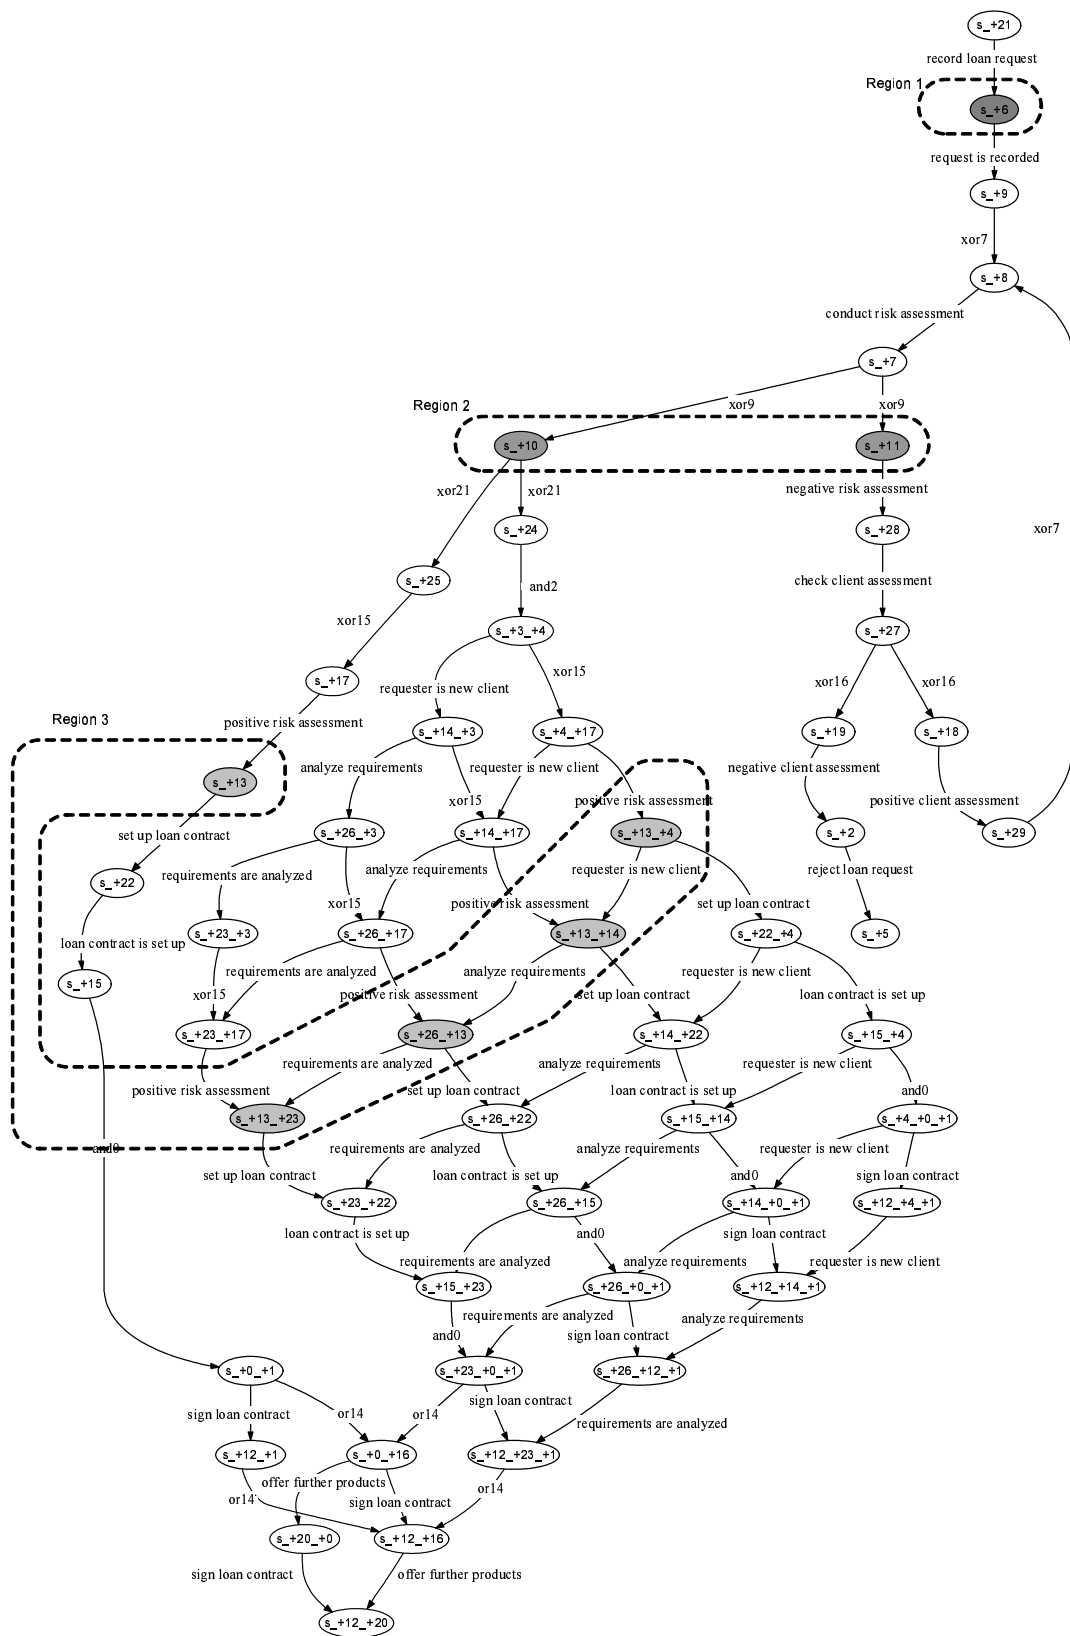 s_+21
record loan request
Region 1
s_+6
request is recorded
s_+9
xor7
s_+8
conduct risk assessment
s_+7
Region 2
xor9
xor9
s_+10
s_+11
xor21
xor21
negative risk assessment
s_+24
s_+28
xor7
s_+25
and2
check client assessment
xor15
s_+3_+4
s_+27
s_+17
requester is new client
xor15
xor16
xor16
Region 3
positive risk assessment
s_+14_+3
s_+4_+17
s_+19
s_+18
s_+13
analyze requirements
requester is new client
negative client assessment
xor15
positive risk assessment
positive client assessment
set up loan contract
s_+26_+3
s_+14_+17
s_+13_+4
s_+2
s_+29
s_+22
requirements are analyzed
analyze requirements
requester is new client
reject loan request
xor15
positive risk assessment
set up loan contract
s_+23_+3
s_+26_+17
s_+13_+14
s_+22_+4
s_+5
loan contract is set up
s_+15
requirements are analyzed
analyze requirements
requester is new client
xor15
positive risk assessment
set up loan contract
loan contract is set up
s_+23_+17
s_+26_+13
s_+14_+22
s_+15_+4
positive risk assessment
requirements are analyzed
set up loan contract
analyze requirements
loan contract is set up
requester is new client
and0
s_+13_+23
s_+26_+22
s_+15_+14
s_+4_+0_+1
and0
set up loan contract
requirements are analyzed
loan contract is set up
analyze requirements
and0
requester is new client
sign loan contract
s_+23_+22
s_+26_+15
s_+14_+0_+1
s_+12_+4_+1
loan contract is set up
requirements are analyzed
and0
analyze requirements
sign loan contract
requester is new client
s_+15_+23
s_+26_+0_+1
s_+12_+14_+1
and0
requirements are analyzed
sign loan contract
analyze requirements
s_+0_+1
s_+23_+0_+1
s_+26_+12_+1
sign loan contract
or14
or14
sign loan contract
requirements are analyzed
s_+12_+1
s_+0_+16
s_+12_+23_+1
or14
offer further products
sign loan contract
or14
s_+20_+0
s_+12_+16
sign loan contract
offer further products
s_+12_+20